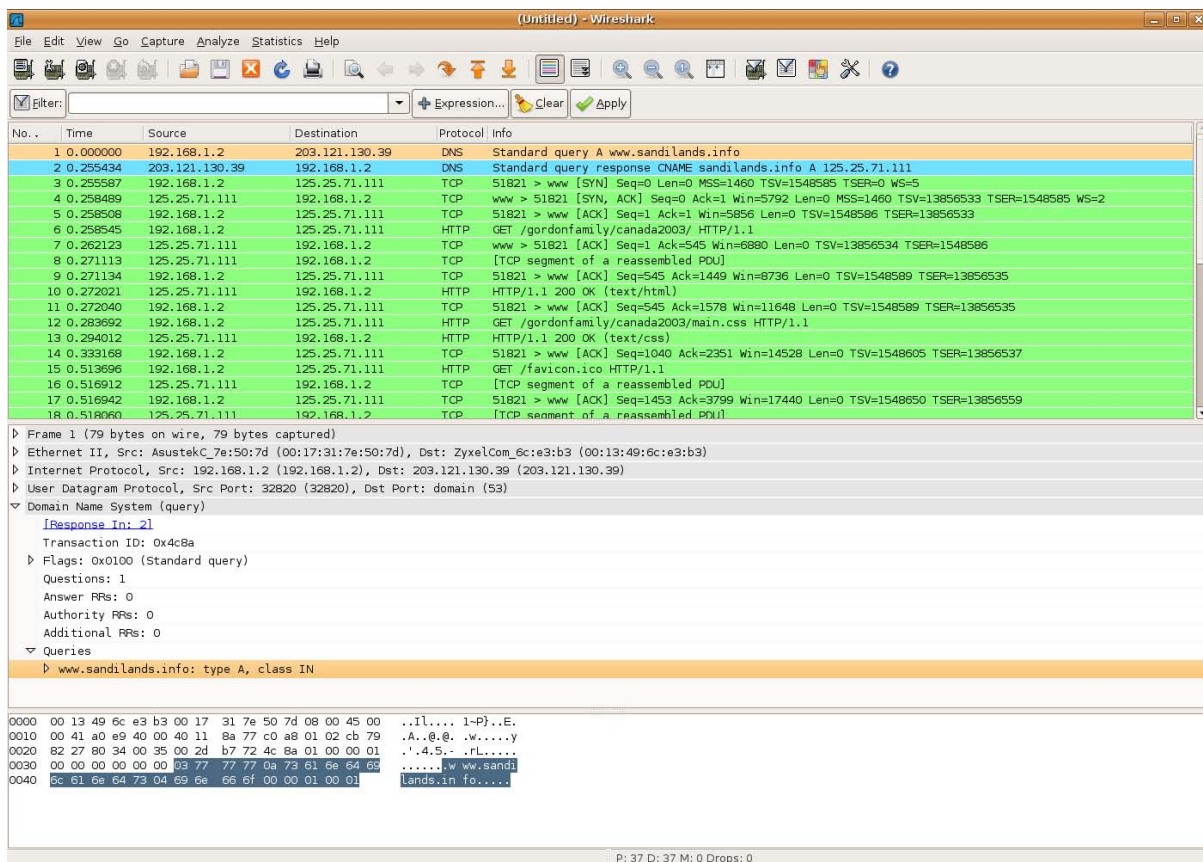 (Untitled) - Wireshark
File Edit View Go Capture Analyze Statistics Help
Filter: Expression... Clear Apply
No. . Time Source Destination Protocol Info
1 0.000000 192.168.1.2 203.121.130.39 DNS Standard query A www.sandilands.info
2 0.255434 203.121.130.39 192.168.1.2 DNS Standard query response CNAME sandilands.info A 125.25.71.111
3 0.255587 192.168.1.2 125.25.71.111 TCP 51821 > www [SYN] Seq=0 Len=0 MSS=1460 TSV=1548585 TSER=0 WS=5
4 0.258489 125.25.71.111 192.168.1.2 TCP www > 51821 [SYN, ACK] Seq=0 Ack=1 Win=5792 Len=0 MSS=1460 TSV=13856533 TSER=1548585 WS=2
5 0.258508 192.168.1.2 125.25.71.111 TCP 51821 > www [ACK] Seq=1 Ack=1 Win=5856 Len=0 TSV=1548586 TSER=13856533
6 0.258545 192.168.1.2 125.25.71.111 HTTP GET /gordonfamily/canada2003/ HTTP/1.1
7 0.262123 125.25.71.111 192.168.1.2 TCP www > 51821 [ACK] Seq=1 Ack=545 Win=6880 Len=0 TSV=13856534 TSER=1548586
8 0.271113 125.25.71.111 192.168.1.2 TCP [TCP segment of a reassembled PDU]
9 0.271134 192.168.1.2 125.25.71.111 TCP 51821 > www [ACK] Seq=545 Ack=1449 Win=8736 Len=0 TSV=1548589 TSER=13856535
10 0.272021 125.25.71.111 192.168.1.2 HTTP HTTP/1.1 200 OK (text/html)
11 0.272040 192.168.1.2 125.25.71.111 TCP 51821 > www [ACK] Seq=545 Ack=1578 Win=11648 Len=0 TSV=1548589 TSER=13856535
12 0.283692 192.168.1.2 125.25.71.111 HTTP GET /gordonfamily/canada2003/main.css HTTP/1.1
13 0.294012 125.25.71.111 192.168.1.2 HTTP HTTP/1.1 200 OK (text/css)
14 0.333168 192.168.1.2 125.25.71.111 TCP 51821 > www [ACK] Seq=1040 Ack=2351 Win=14528 Len=0 TSV=1548605 TSER=13856537
15 0.513696 192.168.1.2 125.25.71.111 HTTP GET /favicon.ico HTTP/1.1
16 0.516912 125.25.71.111 192.168.1.2 TCP [TCP segment of a reassembled PDU]
17 0.516942 192.168.1.2 125.25.71.111 TCP 51821 > www [ACK] Seq=1453 Ack=3799 Win=17440 Len=0 TSV=1548650 TSER=13856559
18 0.518060 125.25.71.111 192.168.1.2 TCP [TCP segment of a reassembled PDU]
Frame 1 (79 bytes on wire, 79 bytes captured)
Ethernet II, Src: AsustekC_7e:50:7d (00:17:31:7e:50:7d), Dst: ZyxelCom_6c:e3:b3 (00:13:49:6c:e3:b3)
Internet Protocol, Src: 192.168.1.2 (192.168.1.2), Dst: 203.121.130.39 (203.121.130.39)
User Datagram Protocol, Src Port: 32820 (32820), Dst Port: domain (53)
Domain Name System (query)
[Response In: 2]
Transaction ID: 0x4c8a
Flags: 0x0100 (Standard query)
Questions: 1
Answer RRs: 0
Authority RRs: 0
Additional RRs: 0
Queries
www.sandilands.info: type A, class IN
0000 00 13 49 6c e3 b3 00 17 31 7e 50 7d 08 00 45 00 ..Il.... 1~P}..E.
0010 00 41 a0 e9 40 00 40 11 8a 77 c0 a8 01 02 cb 79 .A..@.@. .w.....y
0020 82 27 80 34 00 35 00 2d b7 72 4c 8a 01 00 00 01 .'.4.5.- .rL.....
0030 00 00 00 00 00 00 03 77 77 77 0a 73 61 6e 64 69 .......w ww.sandi
0040 6c 61 6e 64 73 04 69 6e 66 6f 00 00 01 00 01 lands.in fo.....
P: 37 D: 37 M: 0 Drops: 0